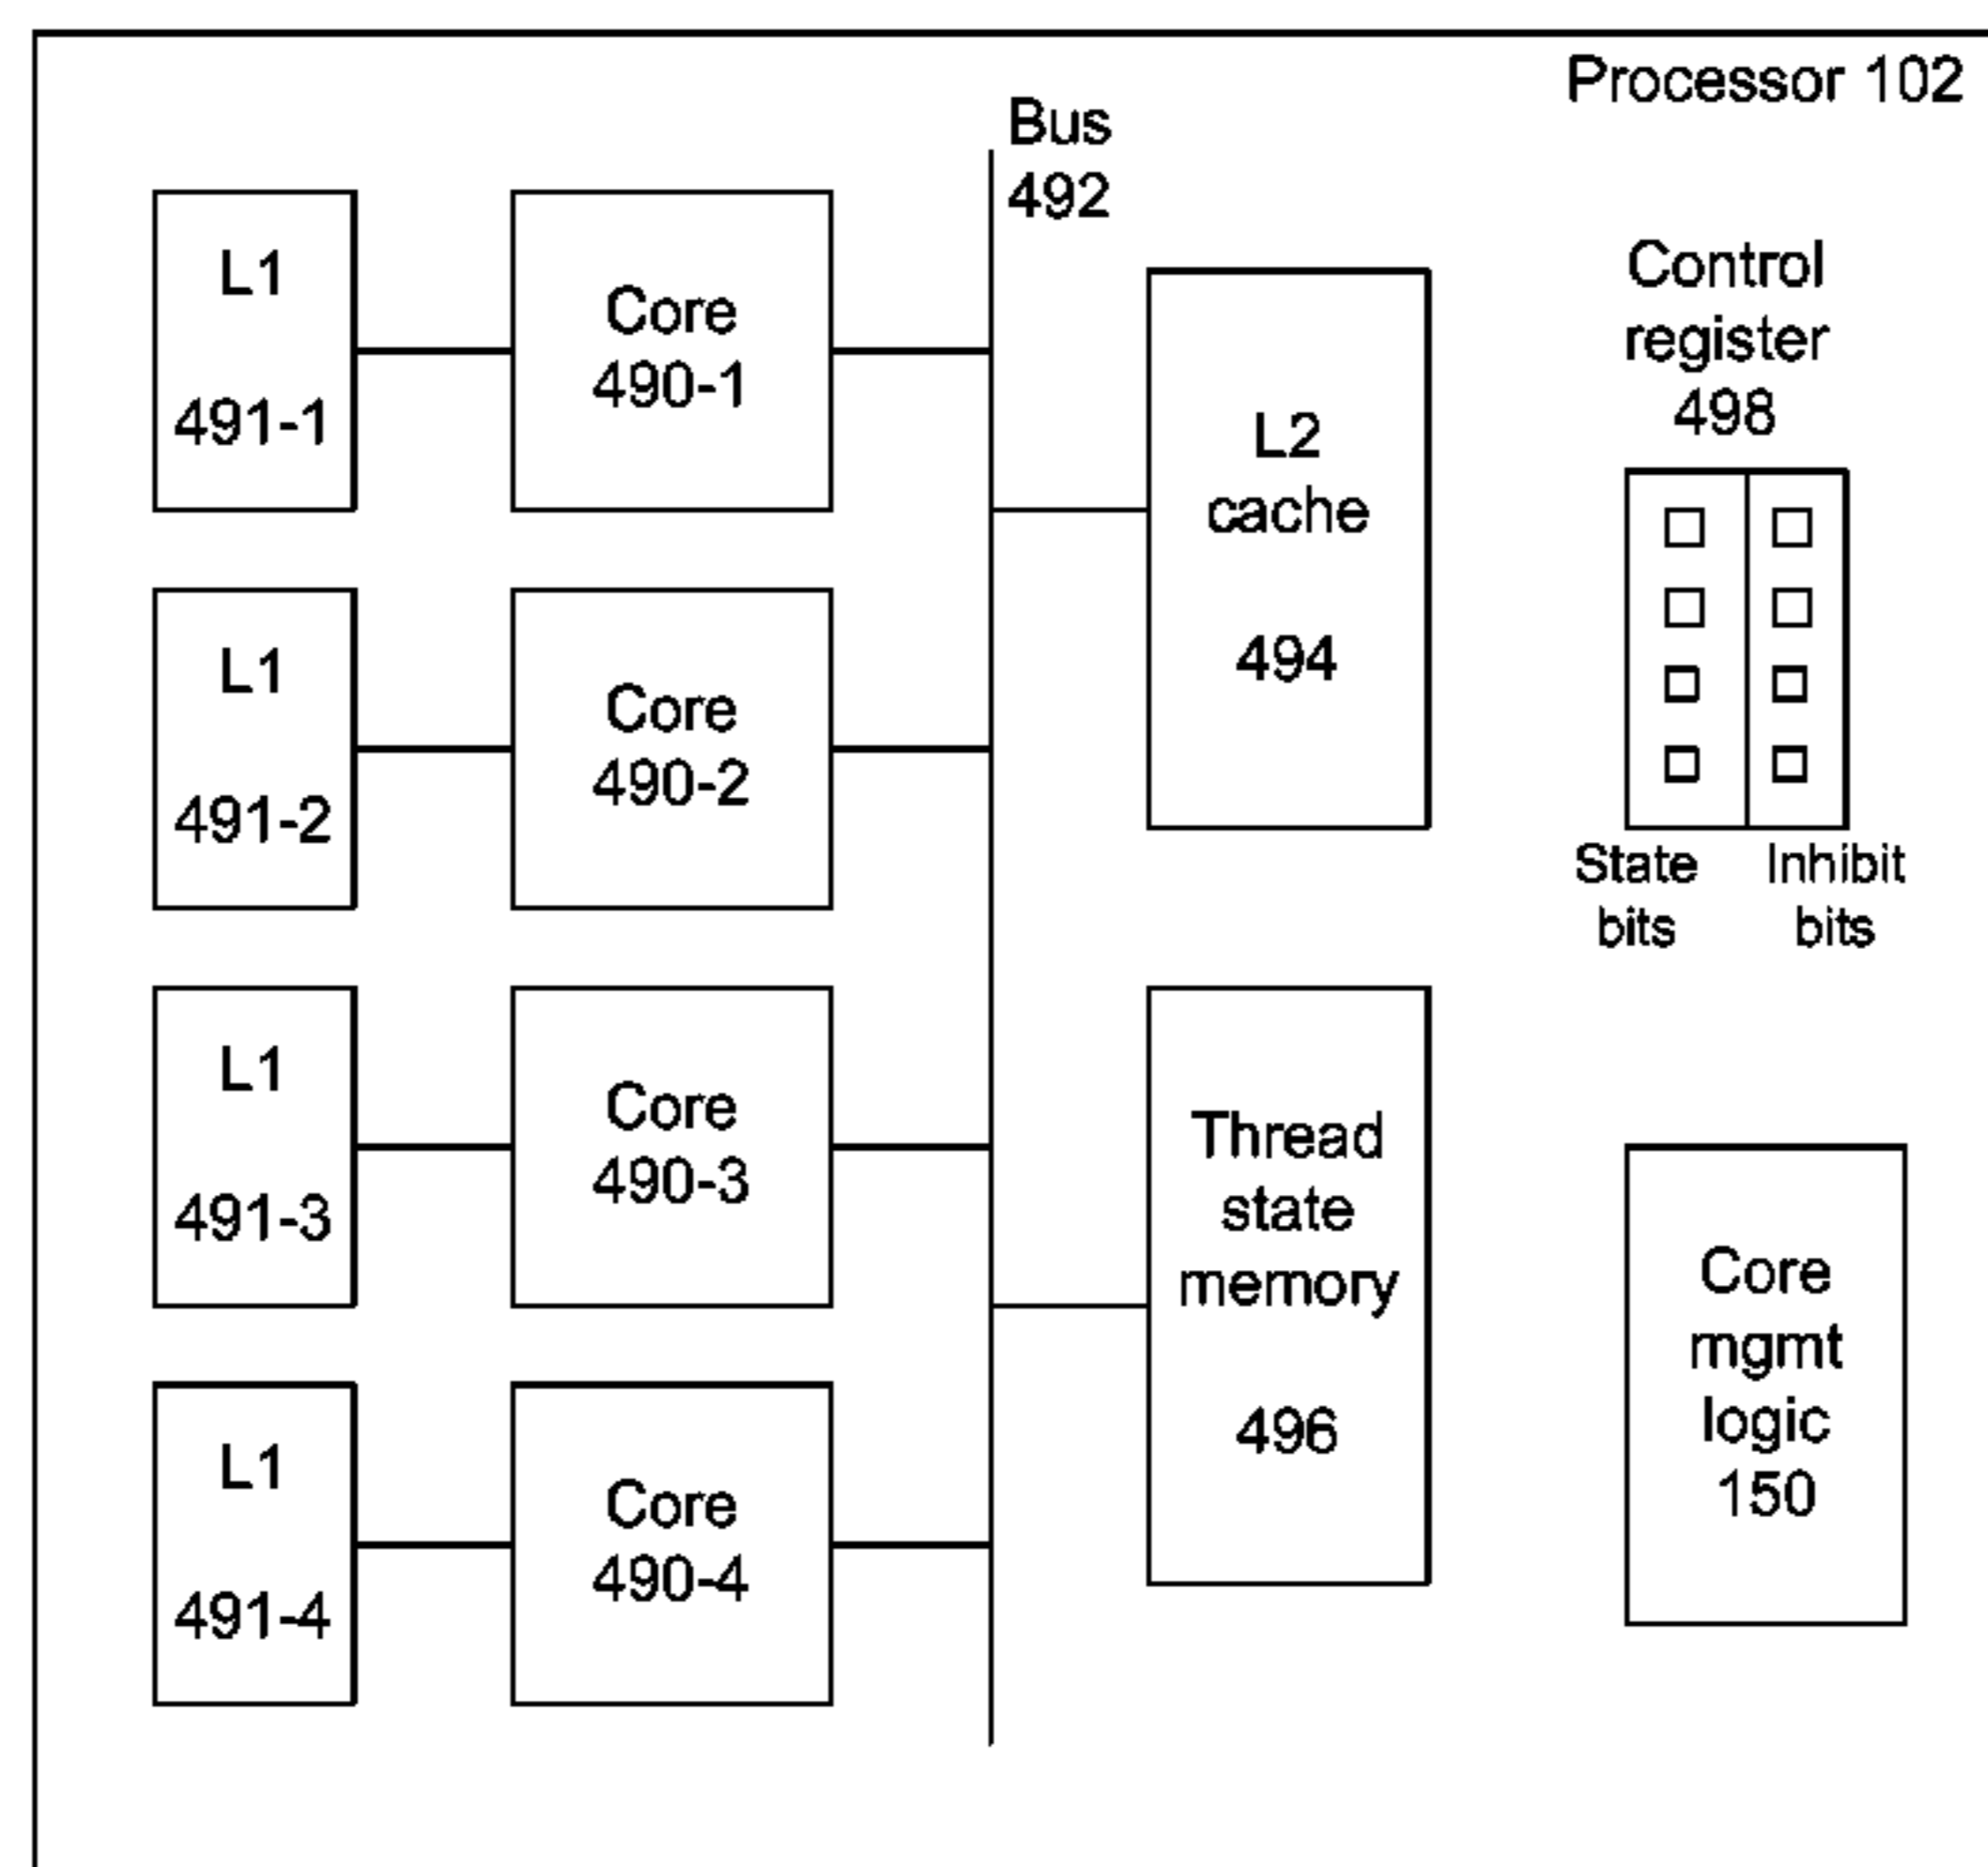 Processor 102
Bus
492
L1
491-1
Core
490-1
L1
491-2
Core
490-2
L1
491-3
Core
490-3
L1
491-4
Core
490-4
L2
cache
494
Thread
state
memory
496
Control
register
498
State
bits
Inhibit
bits
Core
mgmt
logic
150